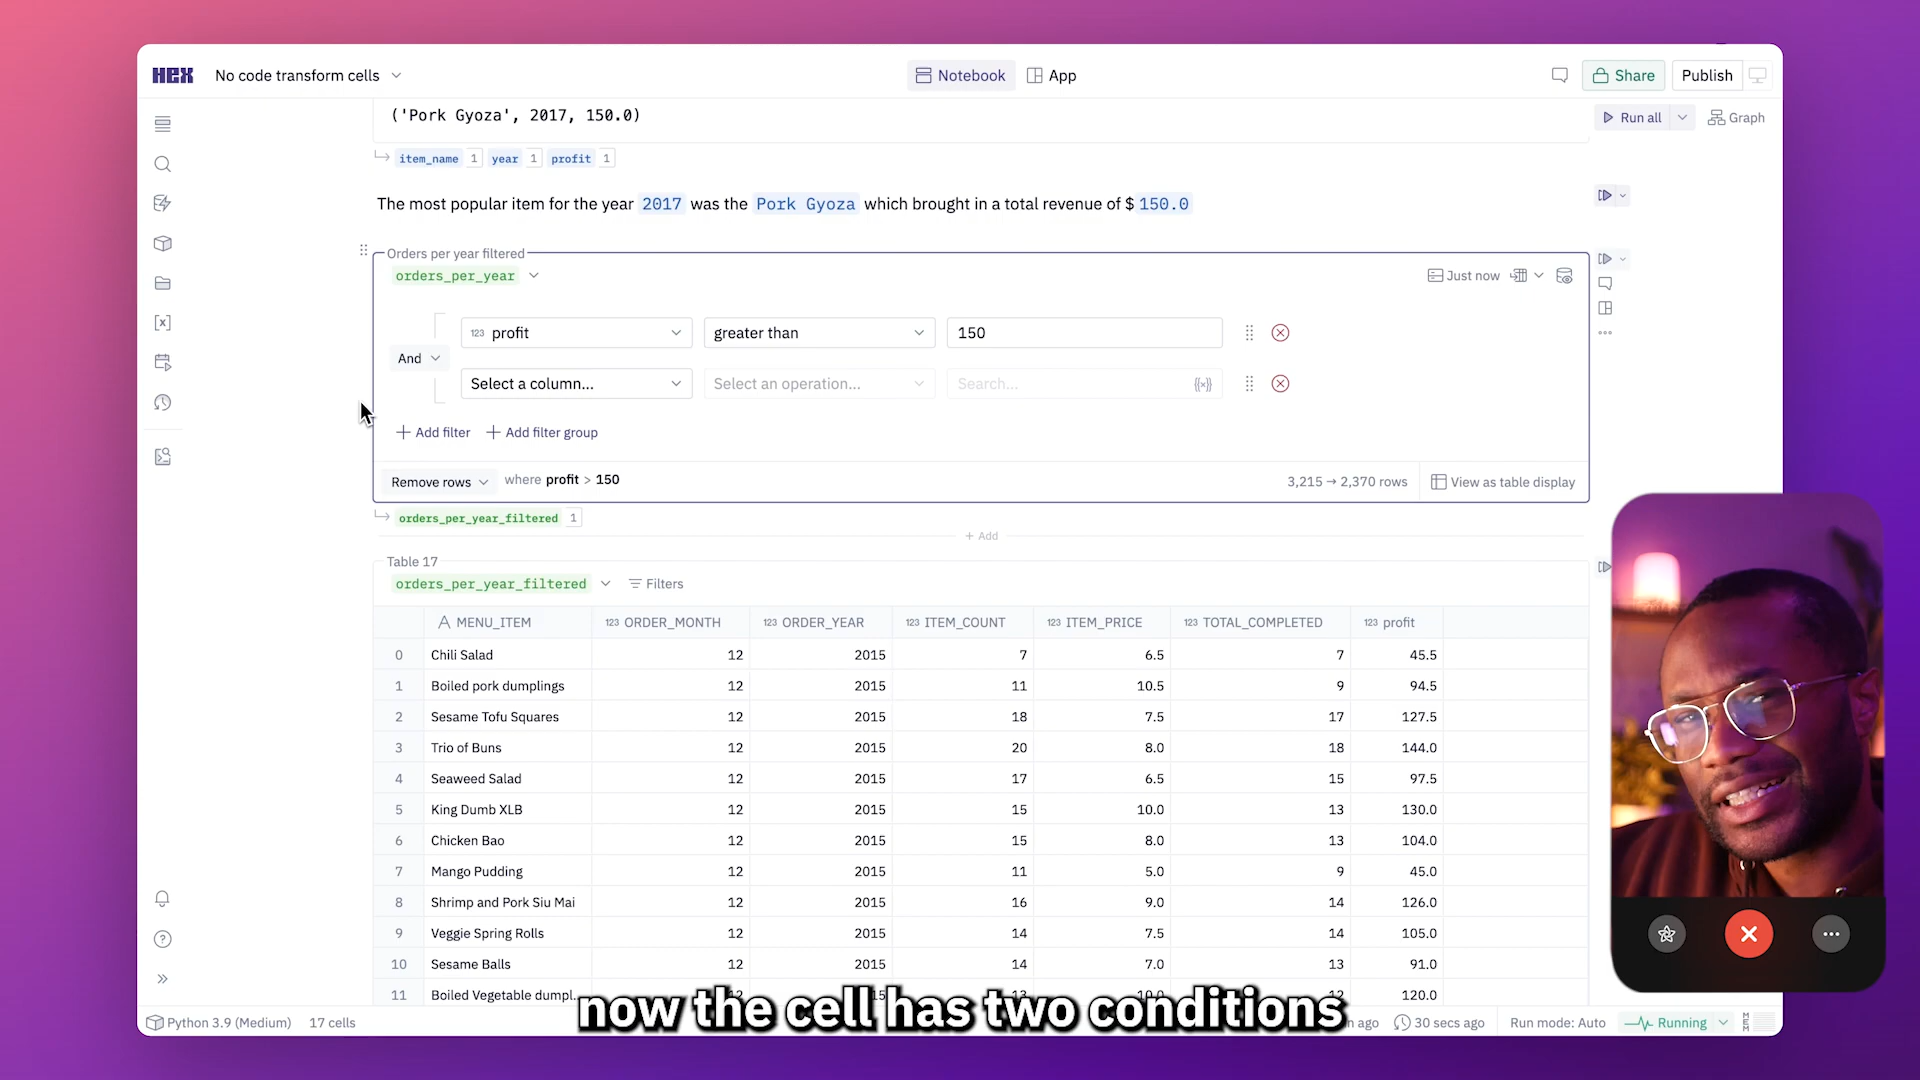 HEX
No code transform cells
Notebook
App
Share
Publish
('Pork Gyoza', 2017, 150.0)
Run all
Graph
item_name 1 year 1 profit 1
The most popular item for the year 2017 was the Pork Gyoza which brought in a total revenue of $ 150.0
Orders per year filtered
orders_per_year
Just now
123 profit greater than 150
And
Select a column... Select an operation... Search... {{x}}
+ Add filter + Add filter group
Remove rows where profit > 150
3,215 → 2,370 rows
View as table display
orders_per_year_filtered 1
+ Add
Table 17
orders_per_year_filtered
Filters
A MENU_ITEM 123 ORDER_MONTH 123 ORDER_YEAR 123 ITEM_COUNT 123 ITEM_PRICE 123 TOTAL_COMPLETED 123 profit
0 Chili Salad 12 2015 7 6.5 7 45.5
1 Boiled pork dumplings 12 2015 11 10.5 9 94.5
2 Sesame Tofu Squares 12 2015 18 7.5 17 127.5
3 Trio of Buns 12 2015 20 8.0 18 144.0
4 Seaweed Salad 12 2015 17 6.5 15 97.5
5 King Dumb XLB 12 2015 15 10.0 13 130.0
6 Chicken Bao 12 2015 15 8.0 13 104.0
7 Mango Pudding 12 2015 11 5.0 9 45.0
8 Shrimp and Pork Siu Mai 12 2015 16 9.0 14 126.0
9 Veggie Spring Rolls 12 2015 14 7.5 14 105.0
10 Sesame Balls 12 2015 14 7.0 13 91.0
11 Boiled Vegetable dumpl... 120.0
now the cell has two conditions
Python 3.9 (Medium)
17 cells
ago
30 secs ago
Run mode: Auto
Running
MEM